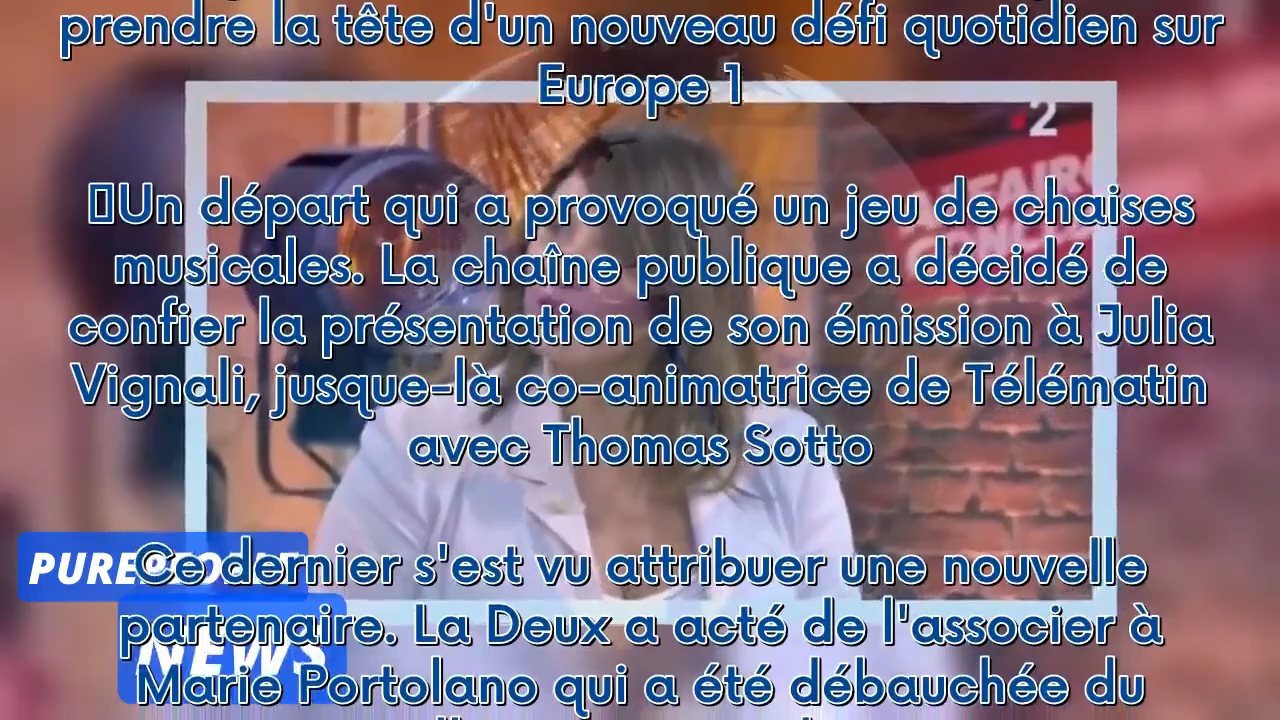 prendre la tête d'un nouveau défi quotidien sur
Europe 1
2
Un départ qui a provoqué un jeu de chaises
musicales. La chaîne publique a décidé de
confier la présentation de son émission à Julia
Vignali, jusque-là co-animatrice de Télématin
avec Thomas Sotto
Ce dernier s'est vu attribuer une nouvelle
partenaire. La Deux a acté de l'associer à
NEWS
Marie Portolano qui a été débauchée du